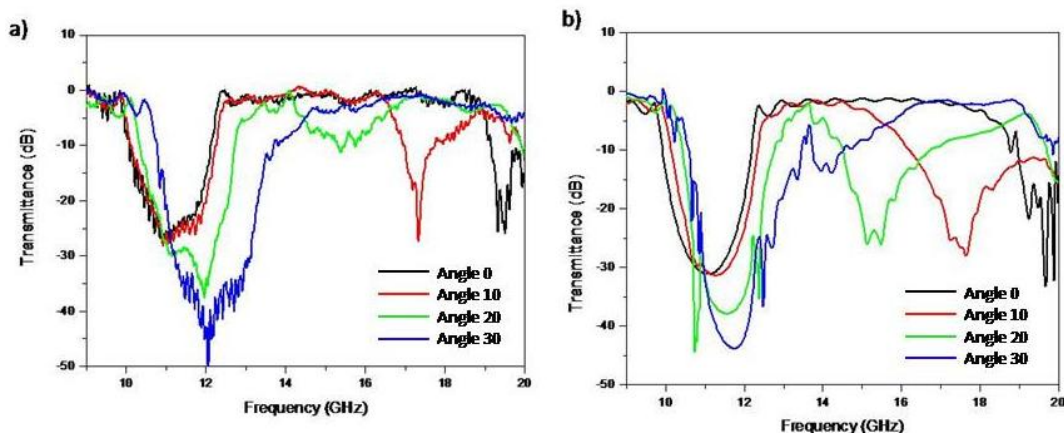 a)
10
0
-10
-20
-30
-40
-50
Transmittance (dB)
Angle 0
Angle 10
Angle 20
Angle 30
10 12 14 16 18 20
Frequency (GHz)
b)
10
0
-10
-20
-30
-40
-50
Transmittance (dB)
Angle 0
Angle 10
Angle 20
Angle 30
10 12 14 16 18 20
Frequency (GHz)